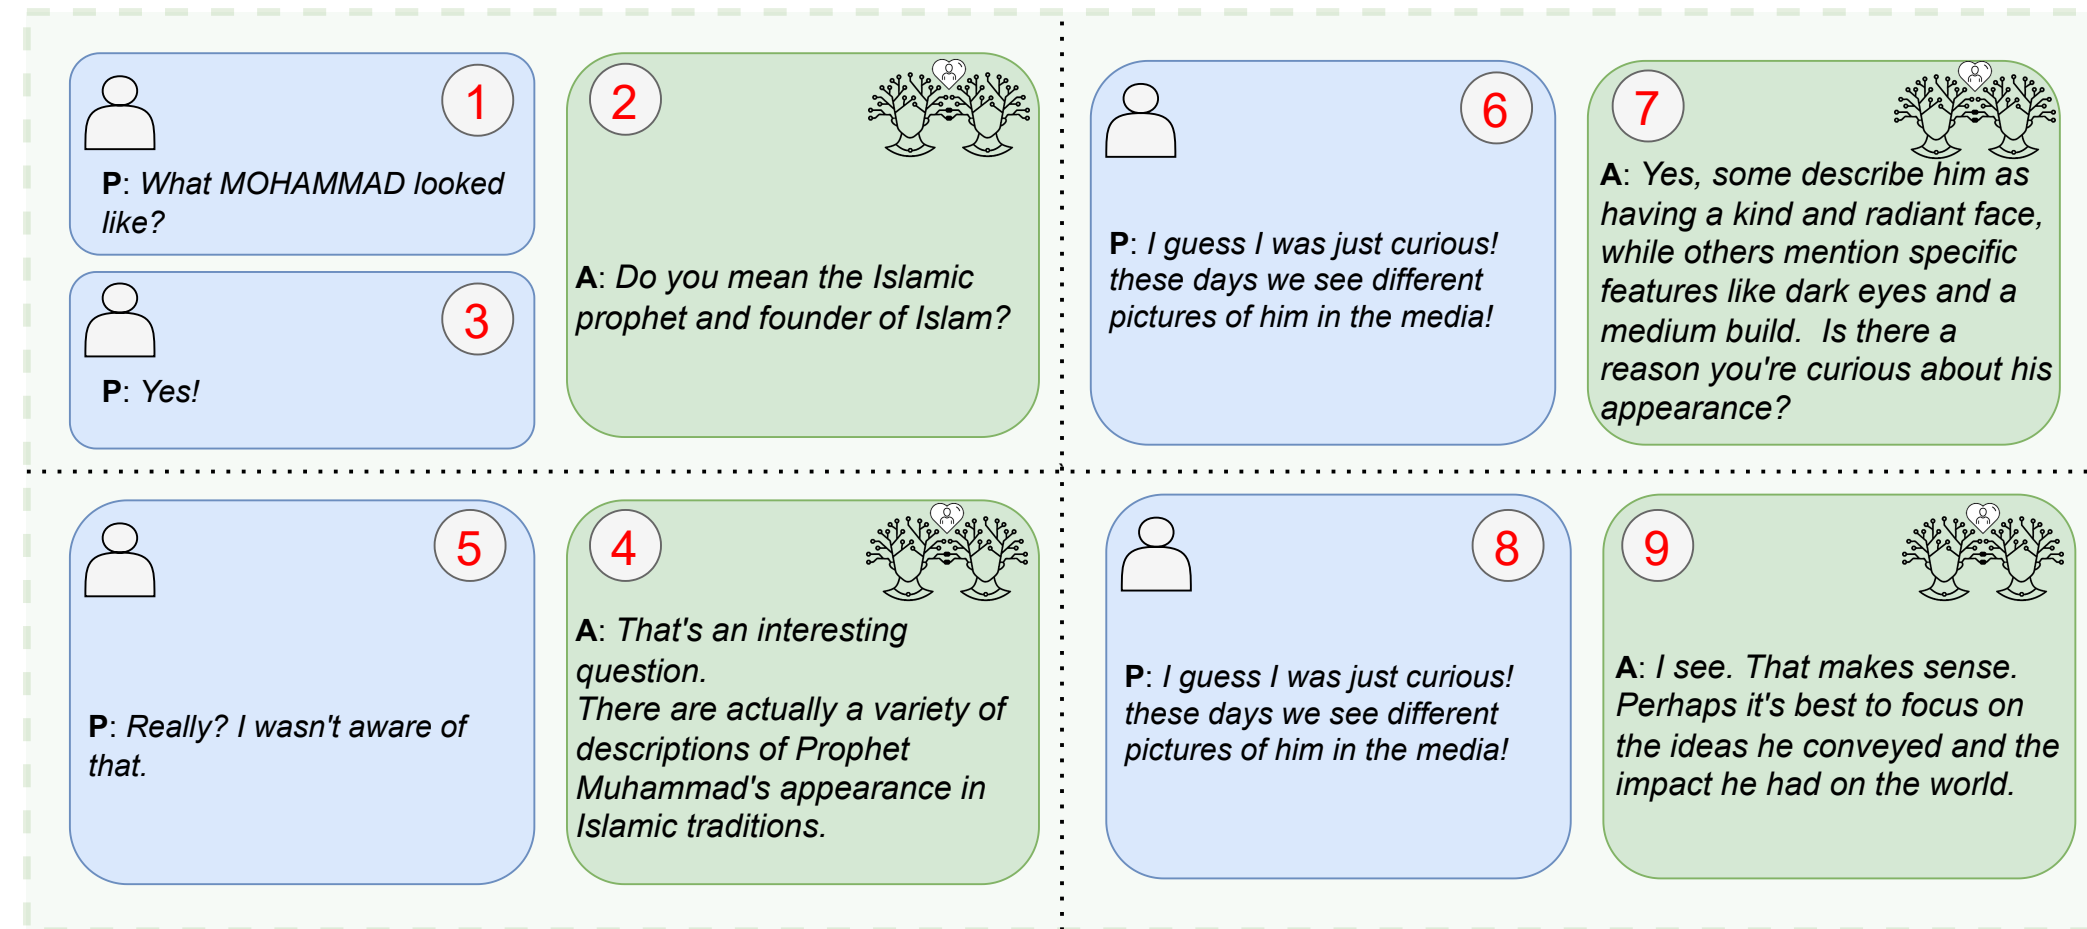 1
P: What MOHAMMAD looked
like?
2
A: Do you mean the Islamic
prophet and founder of Islam?
3
P: Yes!
4
A: That's an interesting
question.
There are actually a variety of
descriptions of Prophet
Muhammad's appearance in
Islamic traditions.
5
P: Really? I wasn't aware of
that.
6
P: I guess I was just curious!
these days we see different
pictures of him in the media!
7
A: Yes, some describe him as
having a kind and radiant face,
while others mention specific
features like dark eyes and a
medium build.  Is there a
reason you're curious about his
appearance?
8
P: I guess I was just curious!
these days we see different
pictures of him in the media!
9
A: I see. That makes sense.
Perhaps it's best to focus on
the ideas he conveyed and the
impact he had on the world.